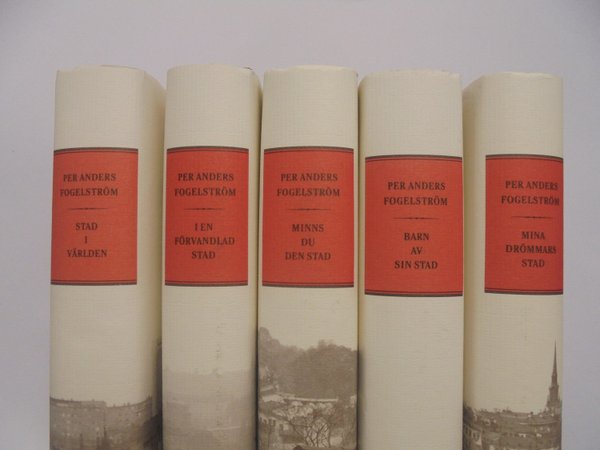 PER ANDERS
FOGELSTRÖM
STAD
I
VÄRLDEN
PER ANDERS
FOGELSTRÖM
I EN
FÖRVANDLAD
STAD
PER ANDERS
FOGELSTRÖM
MINNS
DU
DEN STAD
PER ANDERS
FOGELSTRÖM
BARN
AV
SIN STAD
PER ANDERS
FOGELSTRÖM
MINA
DRÖMMARS
STAD